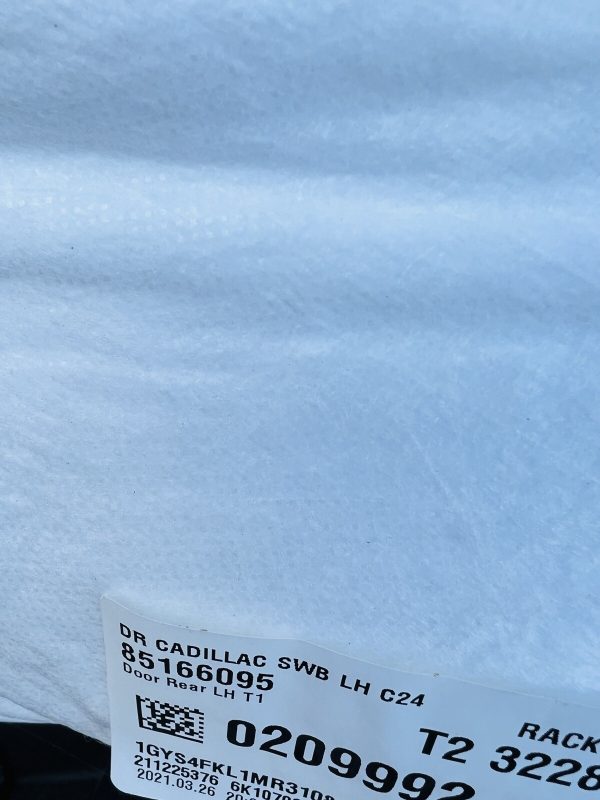 DR CADILLAC SWB LH C24
85166095
Door Rear LH T1
RACK
T2 3228
0209992
1GYS4FKL1MR3108
211225376
2021.03.26